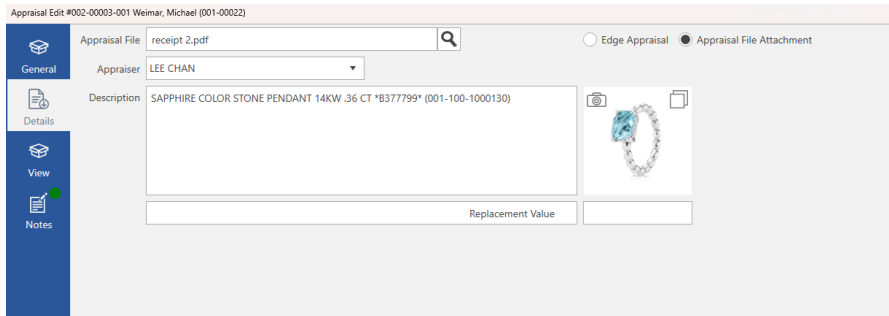 Appraisal Edit #002-00003-001 Weimar, Michael (001-00022)
General
Details
View
Notes
Appraisal File receipt 2.pdf Edge Appraisal Appraisal File Attachment
Appraiser LEE CHAN
Description SAPPHIRE COLOR STONE PENDANT 14KW .36 CT *B377799* (001-100-1000130)
Replacement Value